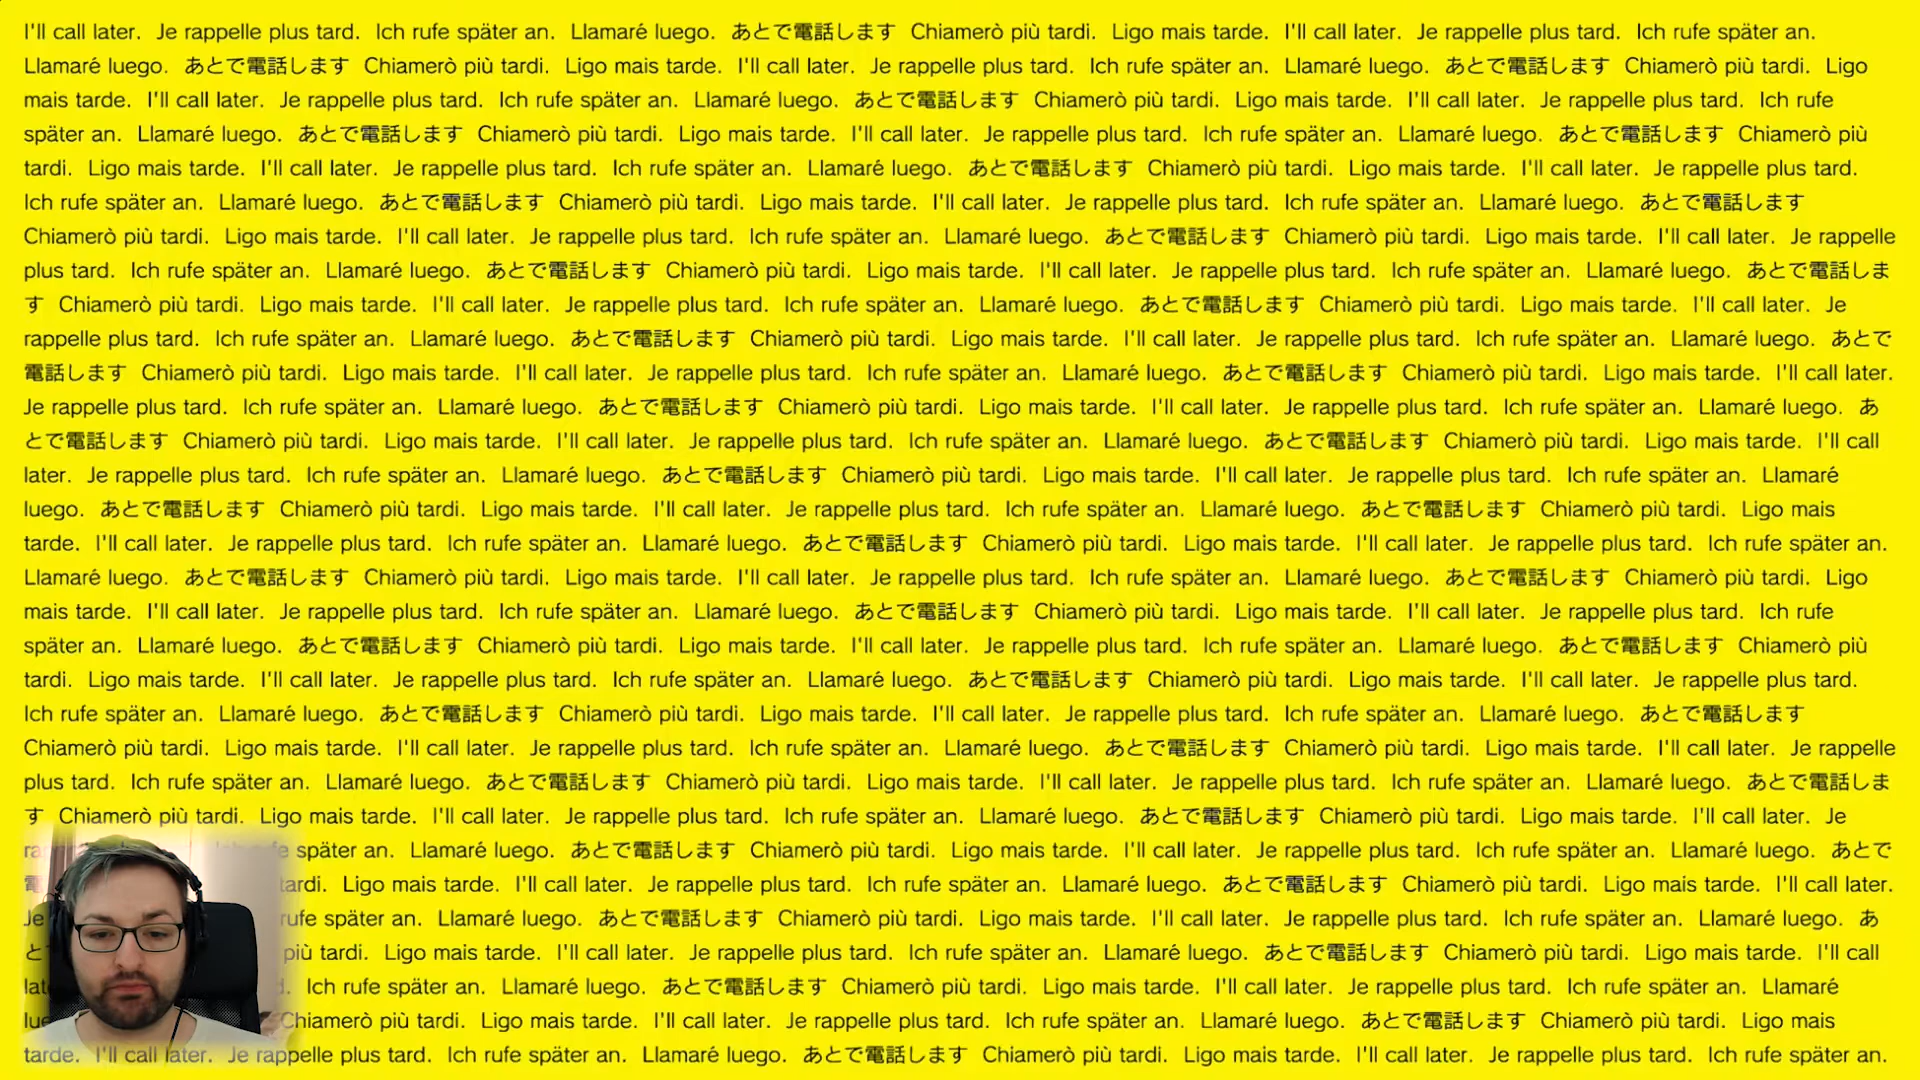 I'll call later. Je rappelle plus tard. Ich rufe später an. Llamaré luego. あとで電話します Chiamerò più tardi. Ligo mais tarde. I'll call later. Je rappelle plus tard. Ich rufe später an.
Llamaré luego. あとで電話します Chiamerò più tardi. Ligo mais tarde. I'll call later. Je rappelle plus tard. Ich rufe später an. Llamaré luego. あとで電話します Chiamerò più tardi. Ligo
mais tarde. I'll call later. Je rappelle plus tard. Ich rufe später an. Llamaré luego. あとで電話します Chiamerò più tardi. Ligo mais tarde. I'll call later. Je rappelle plus tard. Ich rufe
später an. Llamaré luego. あとで電話します Chiamerò più tardi. Ligo mais tarde. I'll call later. Je rappelle plus tard. Ich rufe später an. Llamaré luego. あとで電話します Chiamerò più
tardi. Ligo mais tarde. I'll call later. Je rappelle plus tard. Ich rufe später an. Llamaré luego. あとで電話します Chiamerò più tardi. Ligo mais tarde. I'll call later. Je rappelle plus tard.
Ich rufe später an. Llamaré luego. あとで電話します Chiamerò più tardi. Ligo mais tarde. I'll call later. Je rappelle plus tard. Ich rufe später an. Llamaré luego. あとで電話します
Chiamerò più tardi. Ligo mais tarde. I'll call later. Je rappelle plus tard. Ich rufe später an. Llamaré luego. あとで電話します Chiamerò più tardi. Ligo mais tarde. I'll call later. Je rappelle
plus tard. Ich rufe später an. Llamaré luego. あとで電話します Chiamerò più tardi. Ligo mais tarde. I'll call later. Je rappelle plus tard. Ich rufe später an. Llamaré luego. あとで電話しま
す Chiamerò più tardi. Ligo mais tarde. I'll call later. Je rappelle plus tard. Ich rufe später an. Llamaré luego. あとで電話します Chiamerò più tardi. Ligo mais tarde. I'll call later. Je
rappelle plus tard. Ich rufe später an. Llamaré luego. あとで電話します Chiamerò più tardi. Ligo mais tarde. I'll call later. Je rappelle plus tard. Ich rufe später an. Llamaré luego. あとで
電話します Chiamerò più tardi. Ligo mais tarde. I'll call later. Je rappelle plus tard. Ich rufe später an. Llamaré luego. あとで電話します Chiamerò più tardi. Ligo mais tarde. I'll call later.
Je rappelle plus tard. Ich rufe später an. Llamaré luego. あとで電話します Chiamerò più tardi. Ligo mais tarde. I'll call later. Je rappelle plus tard. Ich rufe später an. Llamaré luego. あ
とで電話します Chiamerò più tardi. Ligo mais tarde. I'll call later. Je rappelle plus tard. Ich rufe später an. Llamaré luego. あとで電話します Chiamerò più tardi. Ligo mais tarde. I'll call
later. Je rappelle plus tard. Ich rufe später an. Llamaré luego. あとで電話します Chiamerò più tardi. Ligo mais tarde. I'll call later. Je rappelle plus tard. Ich rufe später an. Llamaré
luego. あとで電話します Chiamerò più tardi. Ligo mais tarde. I'll call later. Je rappelle plus tard. Ich rufe später an. Llamaré luego. あとで電話します Chiamerò più tardi. Ligo mais
tarde. I'll call later. Je rappelle plus tard. Ich rufe später an. Llamaré luego. あとで電話します Chiamerò più tardi. Ligo mais tarde. I'll call later. Je rappelle plus tard. Ich rufe später an.
Llamaré luego. あとで電話します Chiamerò più tardi. Ligo mais tarde. I'll call later. Je rappelle plus tard. Ich rufe später an. Llamaré luego. あとで電話します Chiamerò più tardi. Ligo
mais tarde. I'll call later. Je rappelle plus tard. Ich rufe später an. Llamaré luego. あとで電話します Chiamerò più tardi. Ligo mais tarde. I'll call later. Je rappelle plus tard. Ich rufe
später an. Llamaré luego. あとで電話します Chiamerò più tardi. Ligo mais tarde. I'll call later. Je rappelle plus tard. Ich rufe später an. Llamaré luego. あとで電話します Chiamerò più
tardi. Ligo mais tarde. I'll call later. Je rappelle plus tard. Ich rufe später an. Llamaré luego. あとで電話します Chiamerò più tardi. Ligo mais tarde. I'll call later. Je rappelle plus tard.
Ich rufe später an. Llamaré luego. あとで電話します Chiamerò più tardi. Ligo mais tarde. I'll call later. Je rappelle plus tard. Ich rufe später an. Llamaré luego. あとで電話します
Chiamerò più tardi. Ligo mais tarde. I'll call later. Je rappelle plus tard. Ich rufe später an. Llamaré luego. あとで電話します Chiamerò più tardi. Ligo mais tarde. I'll call later. Je rappelle
plus tard. Ich rufe später an. Llamaré luego. あとで電話します Chiamerò più tardi. Ligo mais tarde. I'll call later. Je rappelle plus tard. Ich rufe später an. Llamaré luego. あとで電話しま
す Chiamerò più tardi. Ligo mais tarde. I'll call later. Je rappelle plus tard. Ich rufe später an. Llamaré luego. あとで電話します Chiamerò più tardi. Ligo mais tarde. I'll call later. Je
später an. Llamaré luego. あとで電話します Chiamerò più tardi. Ligo mais tarde. I'll call later. Je rappelle plus tard. Ich rufe später an. Llamaré luego. あとで
tardi. Ligo mais tarde. I'll call later. Je rappelle plus tard. Ich rufe später an. Llamaré luego. あとで電話します Chiamerò più tardi. Ligo mais tarde. I'll call later.
Je rufe später an. Llamaré luego. あとで電話します Chiamerò più tardi. Ligo mais tarde. I'll call later. Je rappelle plus tard. Ich rufe später an. Llamaré luego. あ
più tardi. Ligo mais tarde. I'll call later. Je rappelle plus tard. Ich rufe später an. Llamaré luego. あとで電話します Chiamerò più tardi. Ligo mais tarde. I'll call
Ich rufe später an. Llamaré luego. あとで電話します Chiamerò più tardi. Ligo mais tarde. I'll call later. Je rappelle plus tard. Ich rufe später an. Llamaré
Chiamerò più tardi. Ligo mais tarde. I'll call later. Je rappelle plus tard. Ich rufe später an. Llamaré luego. あとで電話します Chiamerò più tardi. Ligo mais
tarde. I'll call later. Je rappelle plus tard. Ich rufe später an. Llamaré luego. あとで電話します Chiamerò più tardi. Ligo mais tarde. I'll call later. Je rappelle plus tard. Ich rufe später an.